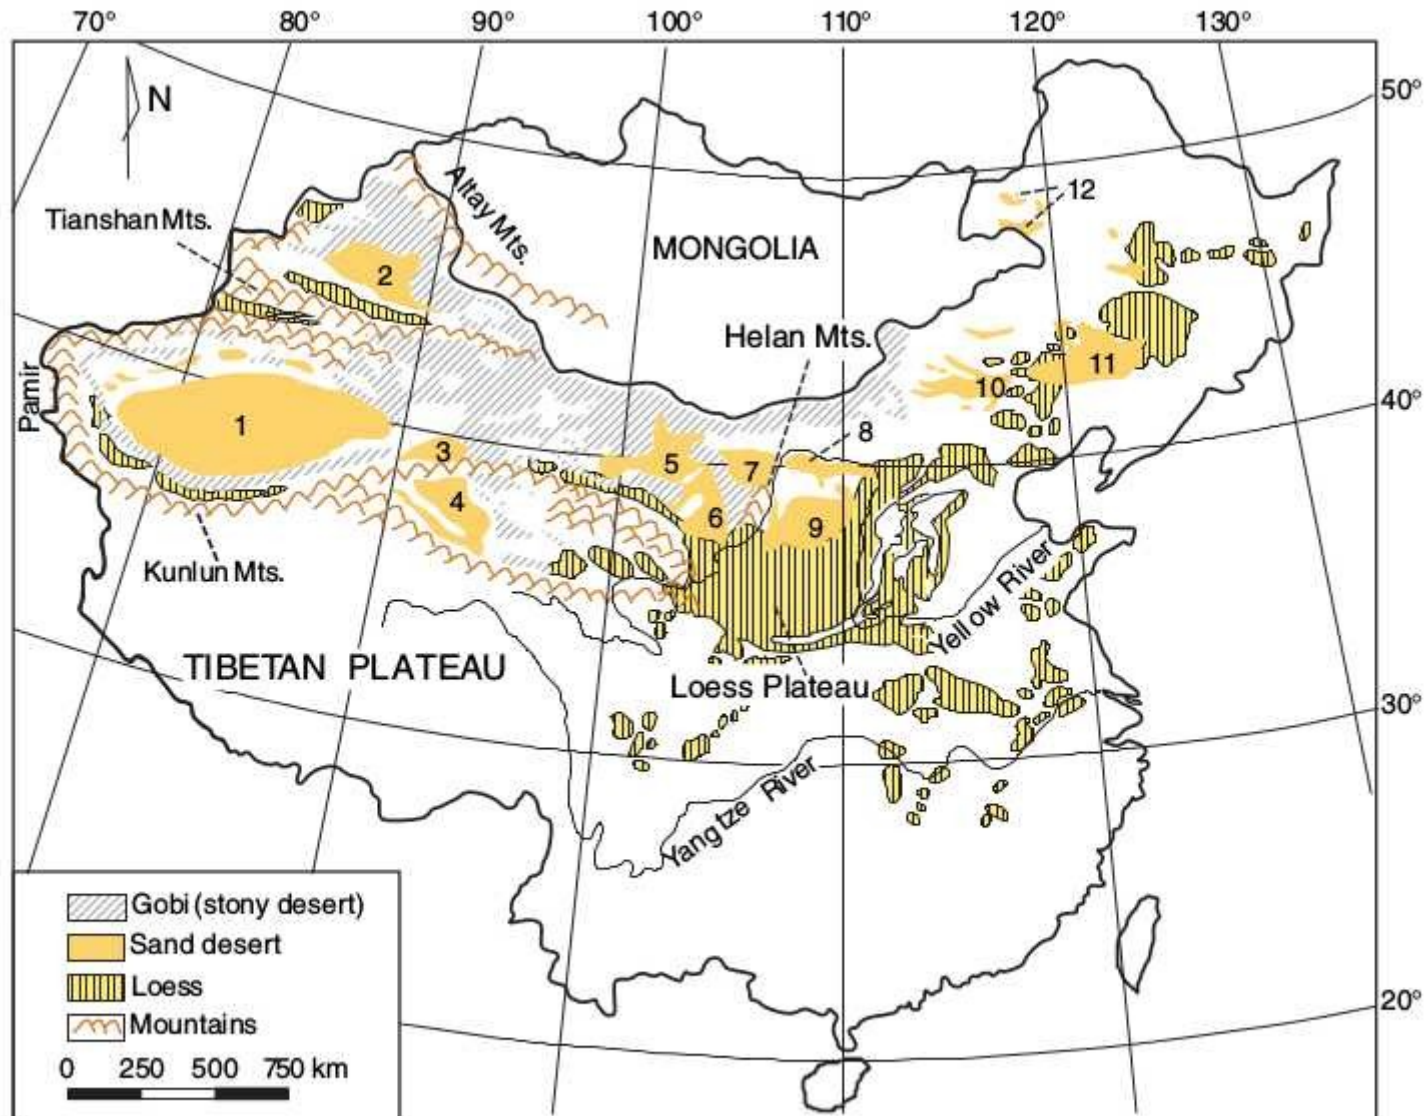 70° 80° 90° 100° 110° 120° 130°
50°
N
12
Altay Mts.
Tianshan Mts.
MONGOLIA
2
Helan Mts.
11
10
Pamir
40°
1
8
3
5
7
4
6
9
Kunlun Mts.
Yellow River
TIBETAN PLATEAU
Loess Plateau
30°
Yangtze River
Gobi (stony desert)
Sand desert
Loess
Mountains
20°
0 250 500 750 km